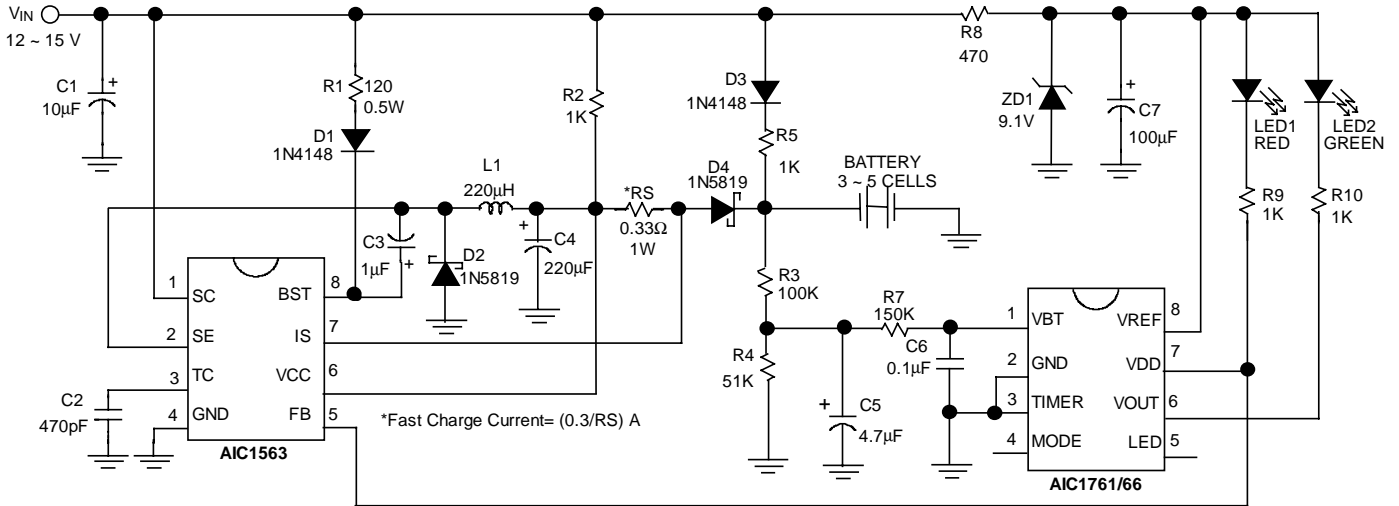 VIN
12 ~ 15 V
C1
10µF
+
R1
120
0.5W
D1
1N4148
R2
1K
L1
220µH
C3
1µF
+
D2
1N5819
+
C4
220µF
*RS
0.33Ω
1W
D3
1N4148
R5
1K
D4
1N5819
BATTERY
3 ~ 5 CELLS
R8
470
ZD1
9.1V
+
C7
100µF
LED1
RED
LED2
GREEN
R9
1K
R10
1K
R3
100K
R4
51K
R7
150K
C6
0.1µF
+
C5
4.7µF
1
SC
2
SE
3
TC
4
GND
BST
8
IS
7
VCC
6
FB
5
AIC1563
C2
470pF
*Fast Charge Current= (0.3/RS) A
1
VBT
2
GND
3
TIMER
4
MODE
VREF
8
VDD
7
VOUT
6
LED
5
AIC1761/66